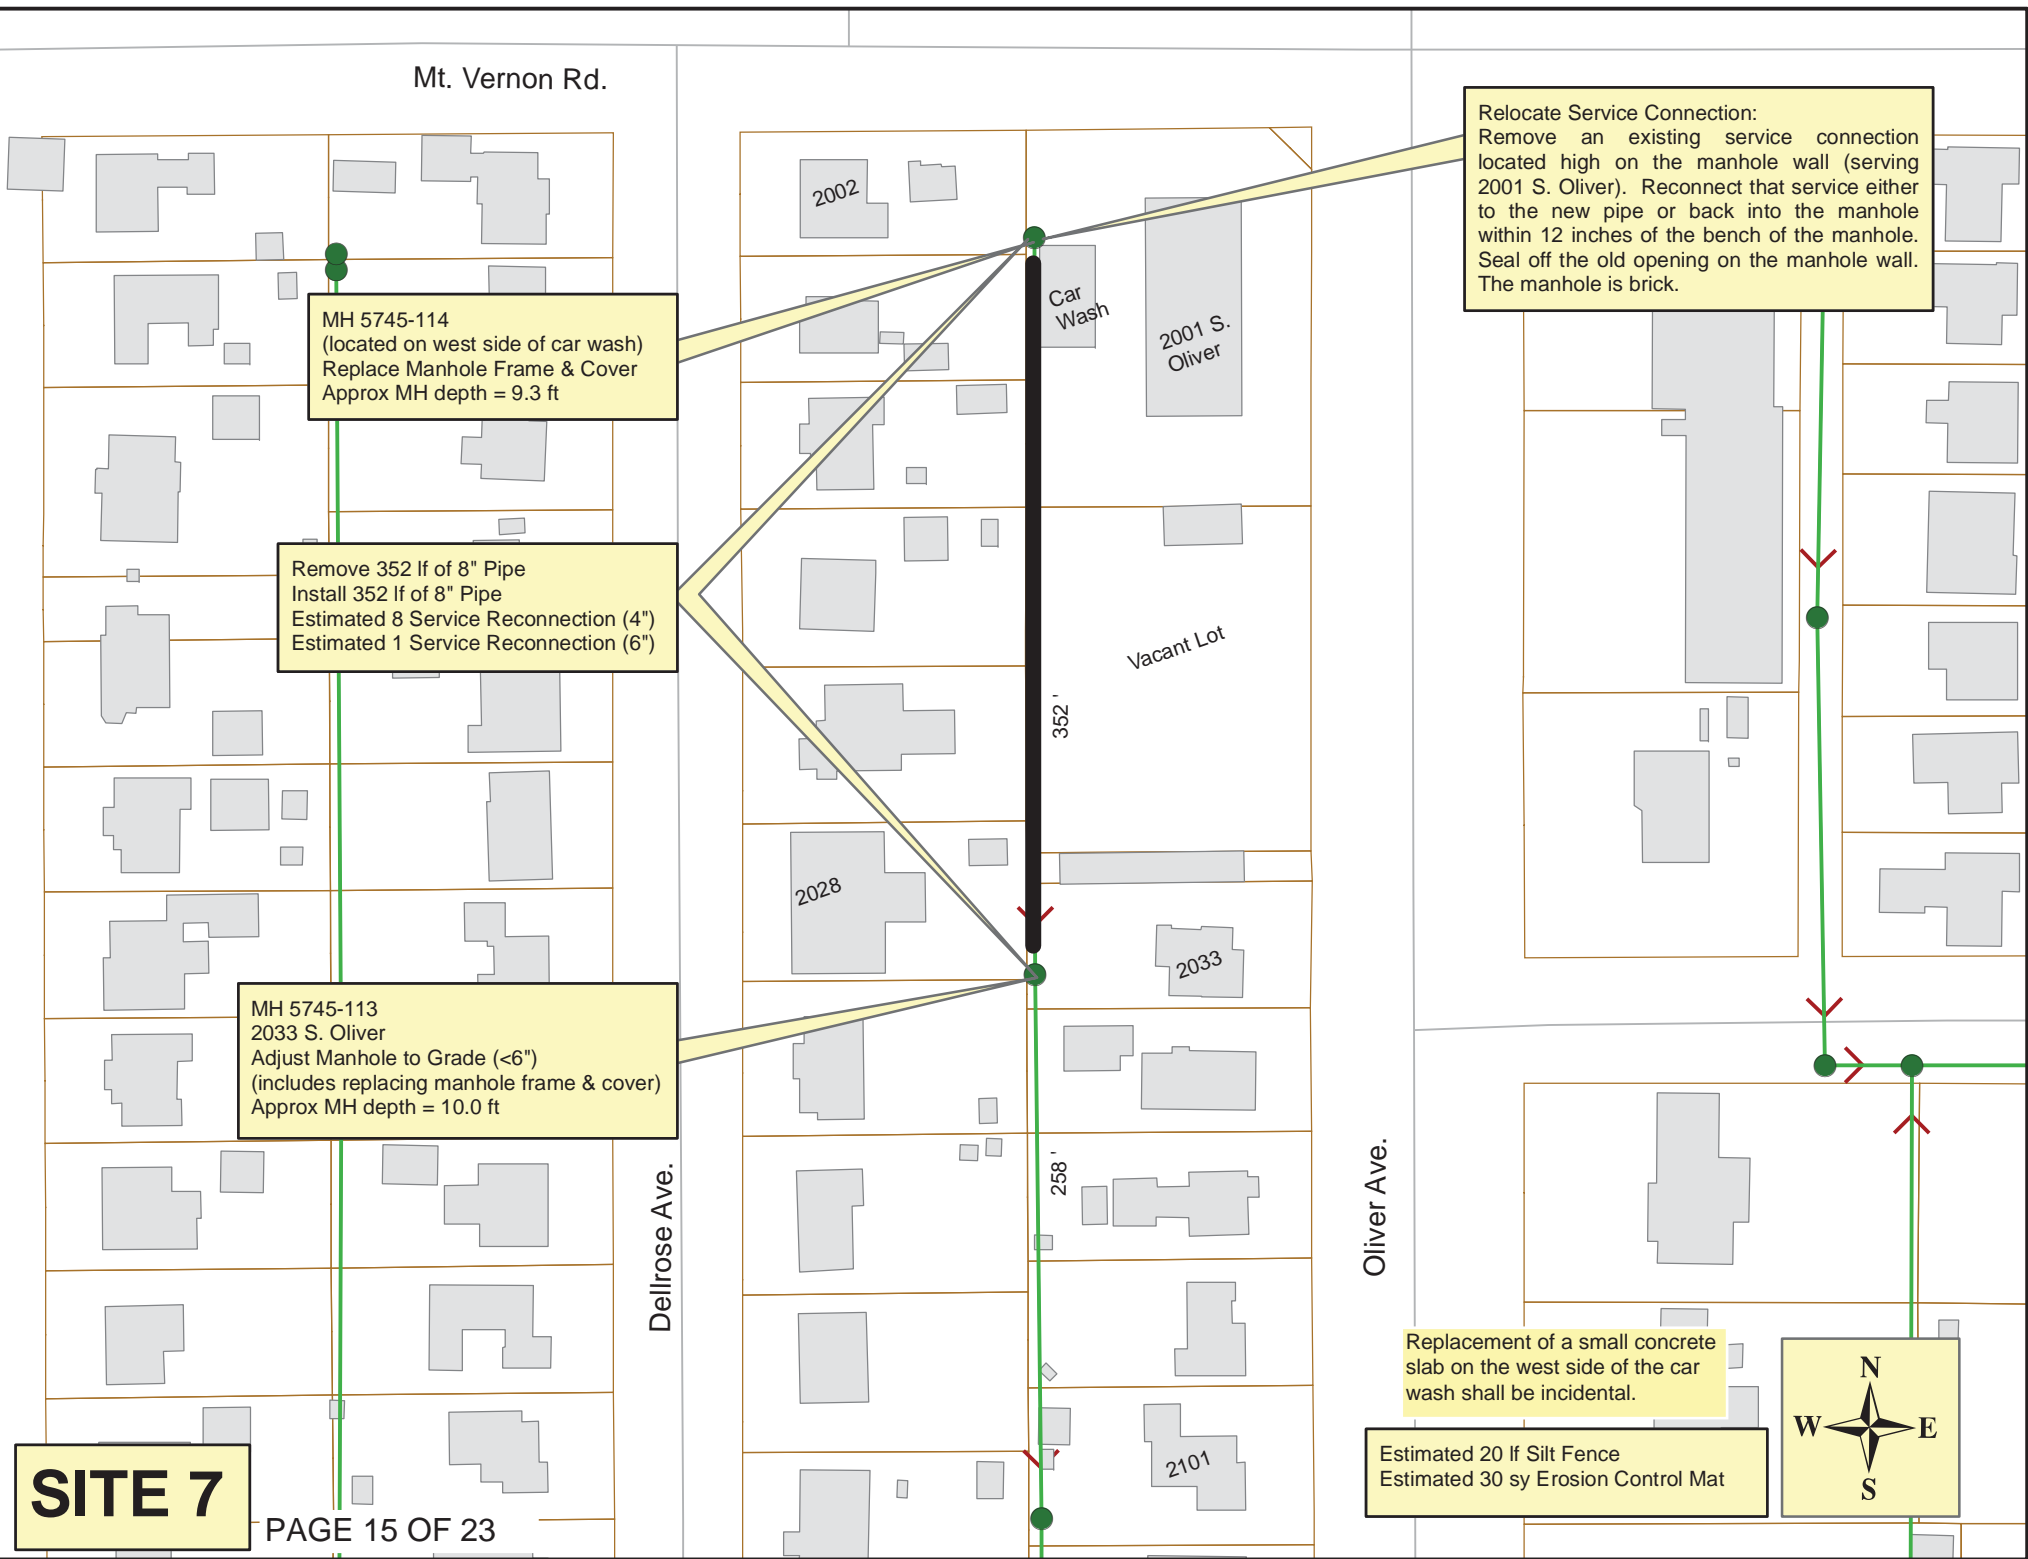 Mt. Vernon Rd.
Relocate Service Connection:
Remove an existing service connection
located high on the manhole wall (serving
2001 S. Oliver). Reconnect that service either
to the new pipe or back into the manhole
within 12 inches of the bench of the manhole.
Seal off the old opening on the manhole wall.
The manhole is brick.
2002
Car
Wash
2001 S.
Oliver
MH 5745-114
(located on west side of car wash)
Replace Manhole Frame & Cover
Approx MH depth = 9.3 ft
Remove 352 lf of 8" Pipe
Install 352 lf of 8" Pipe
Estimated 8 Service Reconnection (4")
Estimated 1 Service Reconnection (6")
Vacant Lot
352 '
2028
2033
MH 5745-113
2033 S. Oliver
Adjust Manhole to Grade (<6")
(includes replacing manhole frame & cover)
Approx MH depth = 10.0 ft
258 '
Dellrose Ave.
Oliver Ave.
Replacement of a small concrete
slab on the west side of the car
wash shall be incidental.
N
W E
S
2101
Estimated 20 lf Silt Fence
Estimated 30 sy Erosion Control Mat
SITE 7
PAGE 15 OF 23